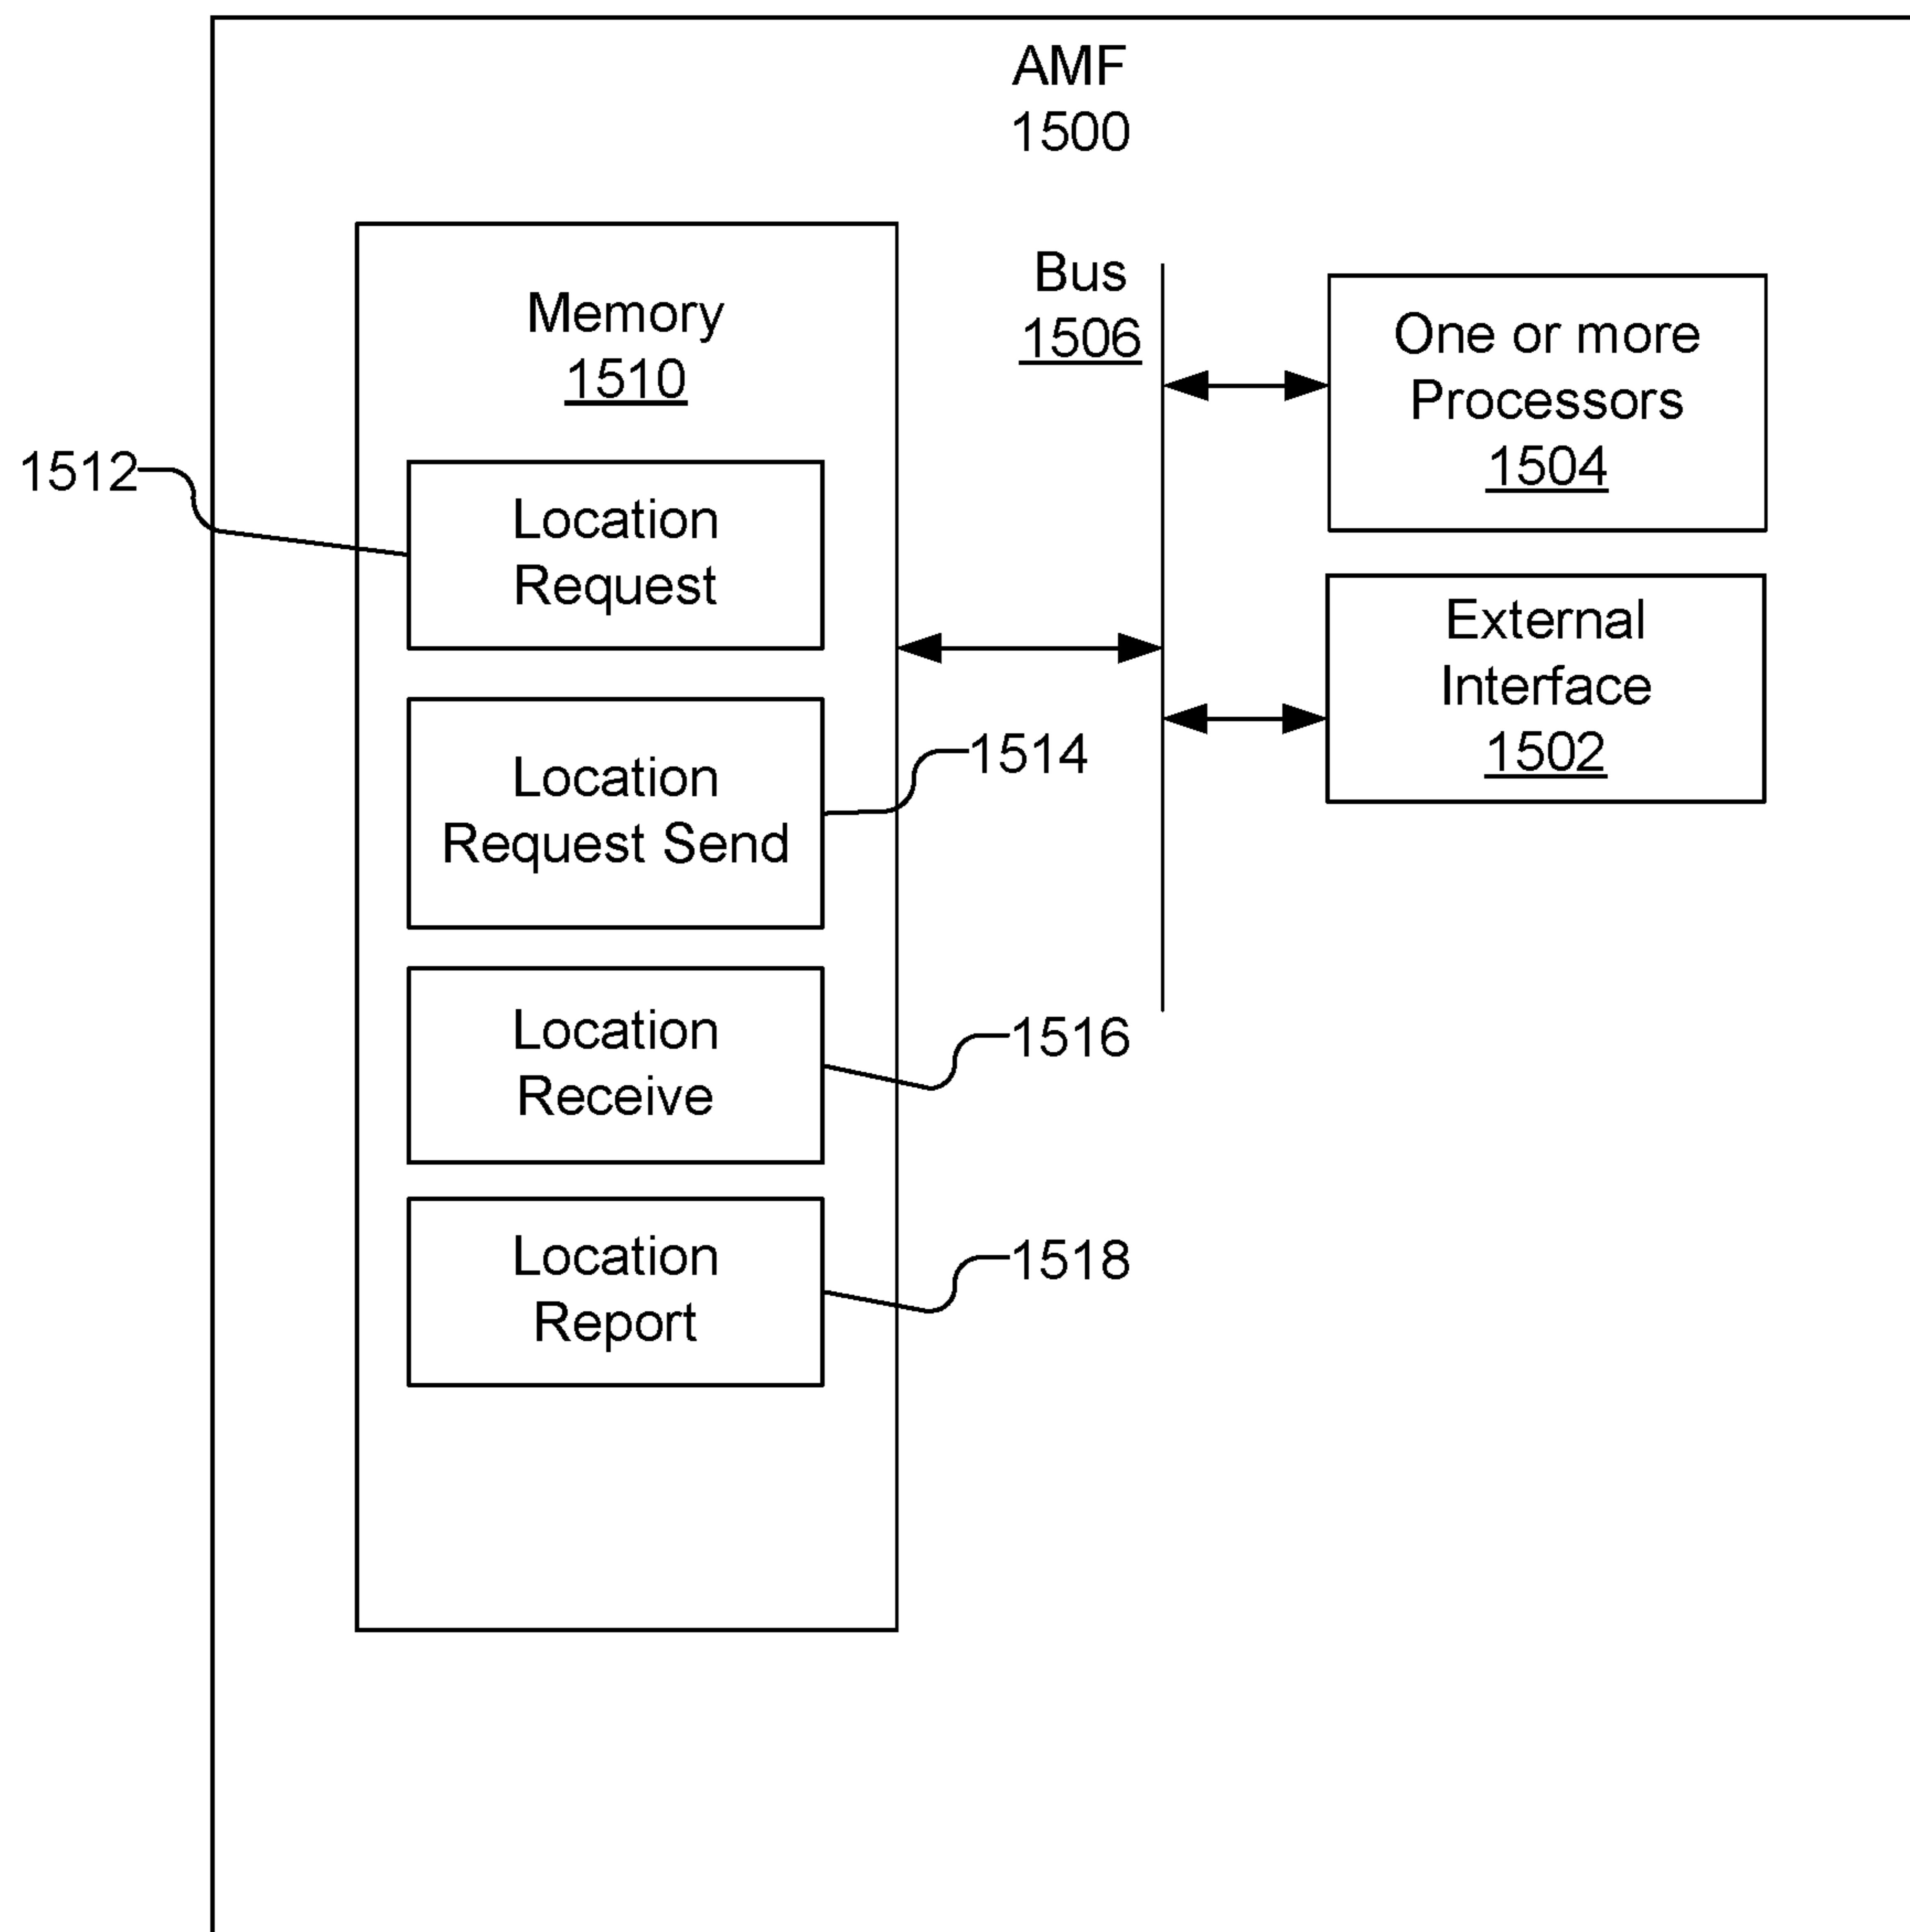 AMF
1500
Memory
1510
1512
Location
Request
Location
Request Send
1514
Location
Receive
1516
Location
Report
1518
Bus
1506
One or more
Processors
1504
External
Interface
1502